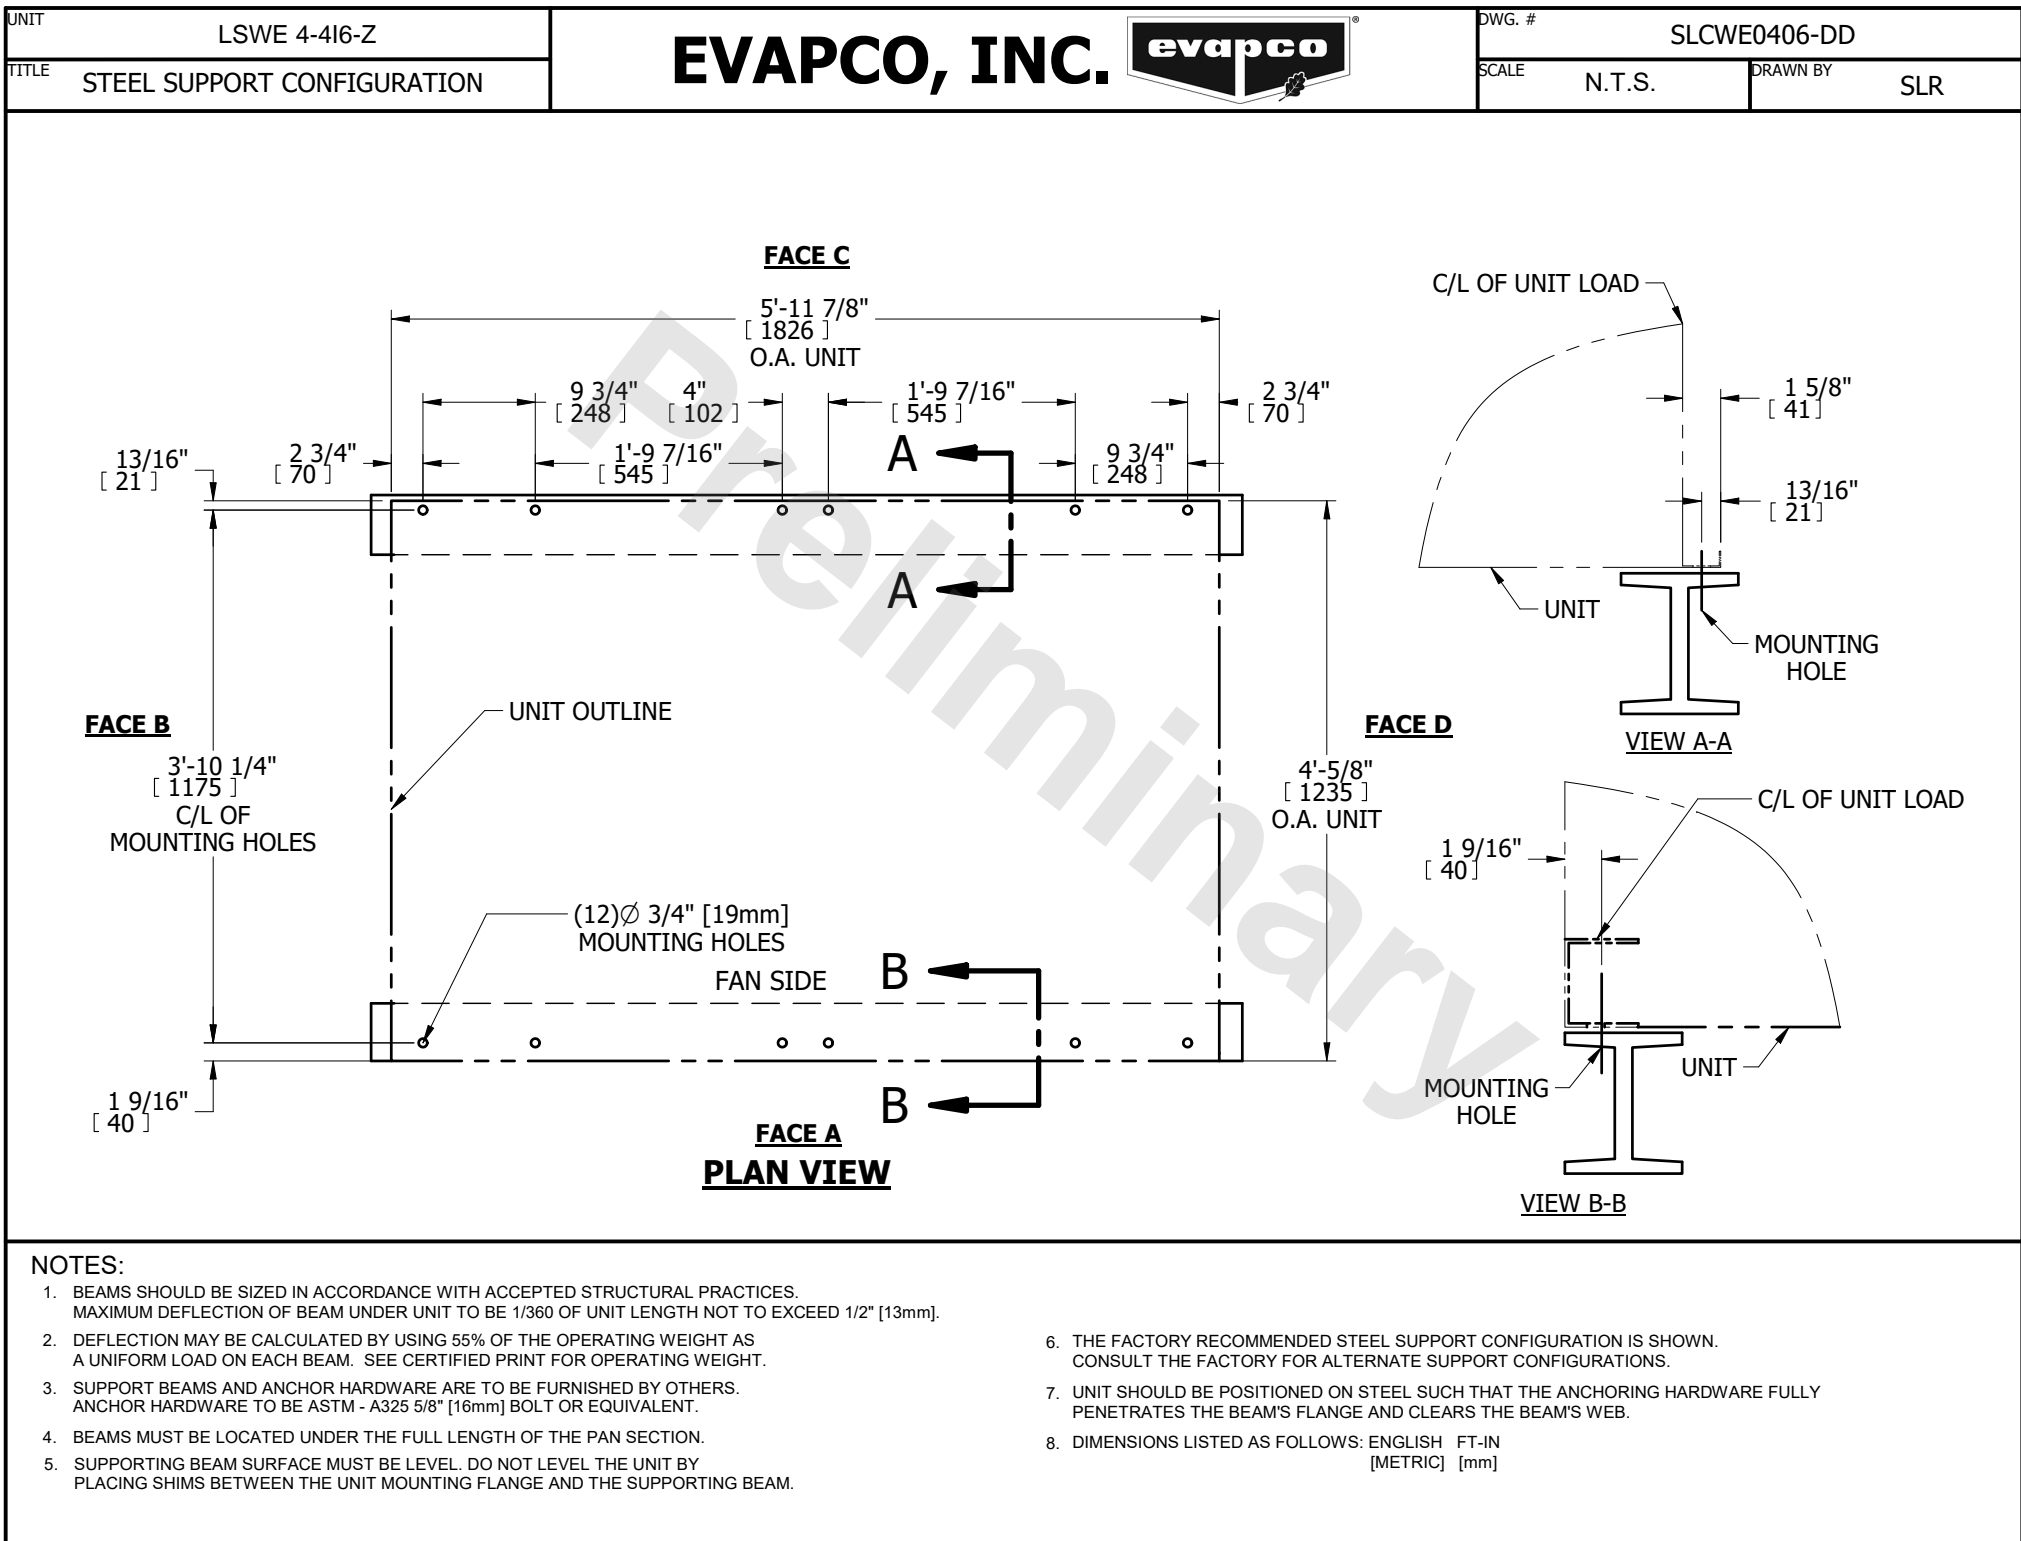 UNIT
LSWE 4-4I6-Z
TITLE
STEEL SUPPORT CONFIGURATION
EVAPCO, INC.
evapco®
DWG. #
SLCWE0406-DD
SCALE
N.T.S.
DRAWN BY
SLR
FACE C
5'-11 7/8"
[ 1826 ]
O.A. UNIT
9 3/4"
[ 248 ]
4"
[ 102 ]
1'-9 7/16"
[ 545 ]
2 3/4"
[ 70 ]
13/16"
[ 21 ]
2 3/4"
[ 70 ]
1'-9 7/16"
[ 545 ]
A
9 3/4"
[ 248 ]
A
FACE B
3'-10 1/4"
[ 1175 ]
C/L OF
MOUNTING HOLES
UNIT OUTLINE
FACE D
4'-5/8"
[ 1235 ]
O.A. UNIT
(12)Ø 3/4" [19mm]
MOUNTING HOLES
FAN SIDE
B
B
1 9/16"
[ 40 ]
FACE A
PLAN VIEW
Preliminary
C/L OF UNIT LOAD
1 5/8"
[ 41 ]
13/16"
[ 21 ]
UNIT
MOUNTING
HOLE
VIEW A-A
C/L OF UNIT LOAD
1 9/16"
[ 40 ]
UNIT
MOUNTING
HOLE
VIEW B-B
NOTES:
1. BEAMS SHOULD BE SIZED IN ACCORDANCE WITH ACCEPTED STRUCTURAL PRACTICES.
MAXIMUM DEFLECTION OF BEAM UNDER UNIT TO BE 1/360 OF UNIT LENGTH NOT TO EXCEED 1/2" [13mm].
2. DEFLECTION MAY BE CALCULATED BY USING 55% OF THE OPERATING WEIGHT AS
A UNIFORM LOAD ON EACH BEAM. SEE CERTIFIED PRINT FOR OPERATING WEIGHT.
3. SUPPORT BEAMS AND ANCHOR HARDWARE ARE TO BE FURNISHED BY OTHERS.
ANCHOR HARDWARE TO BE ASTM - A325 5/8" [16mm] BOLT OR EQUIVALENT.
4. BEAMS MUST BE LOCATED UNDER THE FULL LENGTH OF THE PAN SECTION.
5. SUPPORTING BEAM SURFACE MUST BE LEVEL. DO NOT LEVEL THE UNIT BY
PLACING SHIMS BETWEEN THE UNIT MOUNTING FLANGE AND THE SUPPORTING BEAM.
6. THE FACTORY RECOMMENDED STEEL SUPPORT CONFIGURATION IS SHOWN.
CONSULT THE FACTORY FOR ALTERNATE SUPPORT CONFIGURATIONS.
7. UNIT SHOULD BE POSITIONED ON STEEL SUCH THAT THE ANCHORING HARDWARE FULLY
PENETRATES THE BEAM'S FLANGE AND CLEARS THE BEAM'S WEB.
8. DIMENSIONS LISTED AS FOLLOWS: ENGLISH FT-IN
[METRIC] [mm]